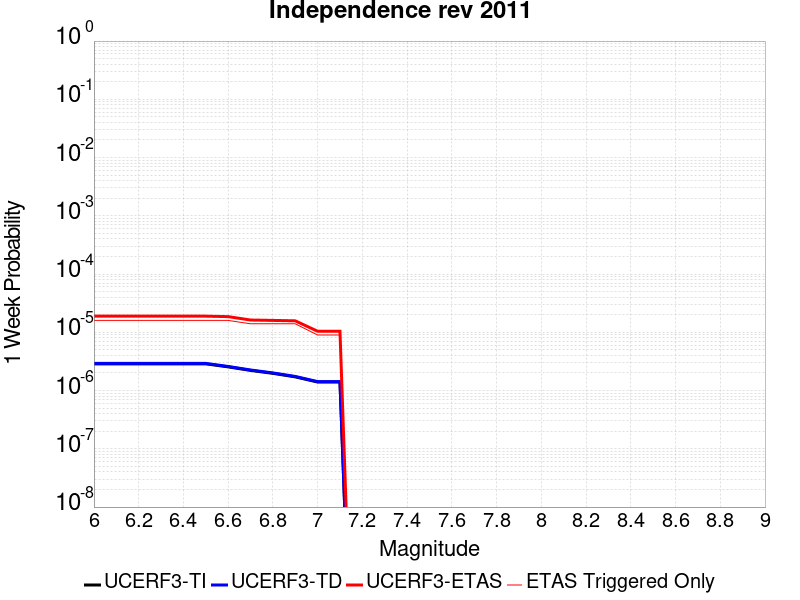 Independence rev 2011
10^0
10^-1
10^-2
10^-3
10^-4
10^-5
10^-6
10^-7
10^-8
1 Week Probability
6 6.2 6.4 6.6 6.8 7 7.2 7.4 7.6 7.8 8 8.2 8.4 8.6 8.8 9
Magnitude
UCERF3-TI UCERF3-TD UCERF3-ETAS ETAS Triggered Only